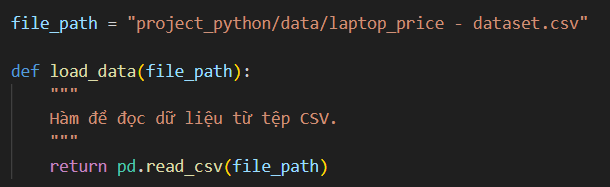 file_path = "project_python/data/laptop_price - dataset.csv"
def load_data(file_path):
"""
Hàm để đọc dữ liệu từ tệp CSV.
"""
return pd.read_csv(file_path)